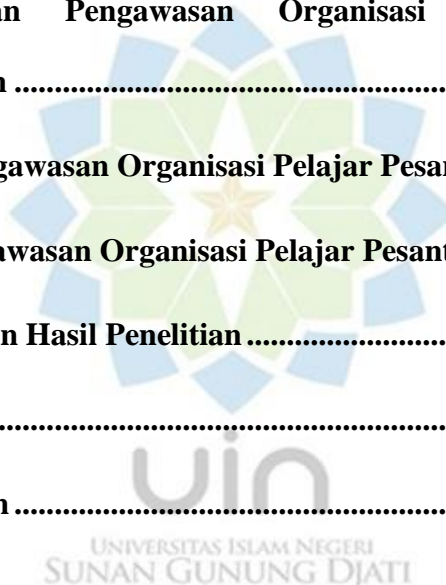 an Pengawasan Organisasi
n ................................................
gawasan Organisasi Pelajar Pesan
awasan Organisasi Pelajar Pesant
n Hasil Penelitian ......................
................................................
n ................................................
uin
UNIVERSITAS ISLAM NEGERI
SUNAN GUNUNG DJATI